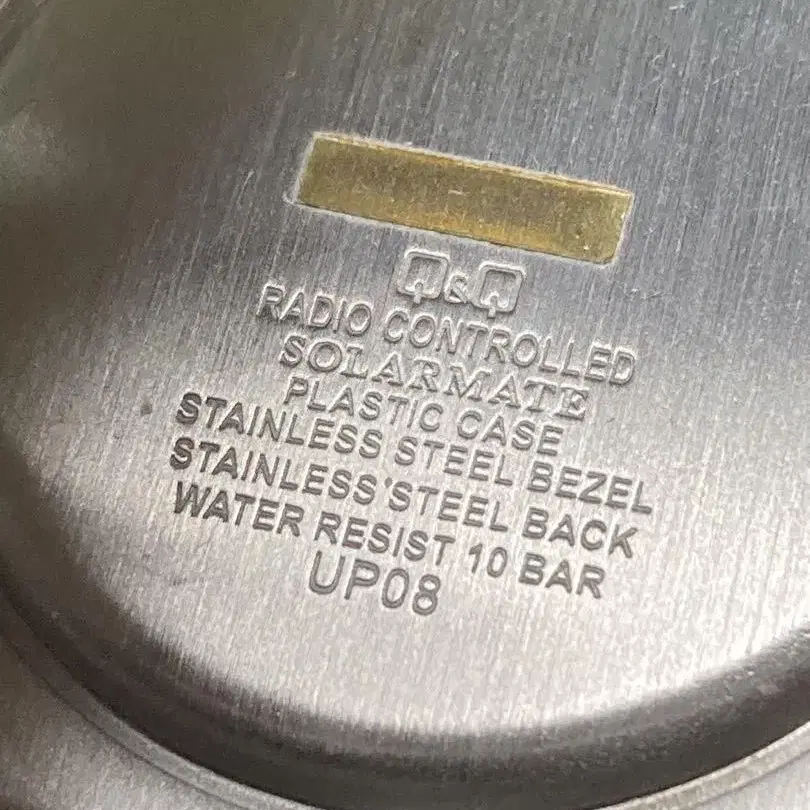 Q&Q
RADIO CONTROLLED
SOLARMATE
PLASTIC CASE
STAINLESS STEEL BEZEL
STAINLESS STEEL BACK
WATER RESIST 10 BAR
UP08